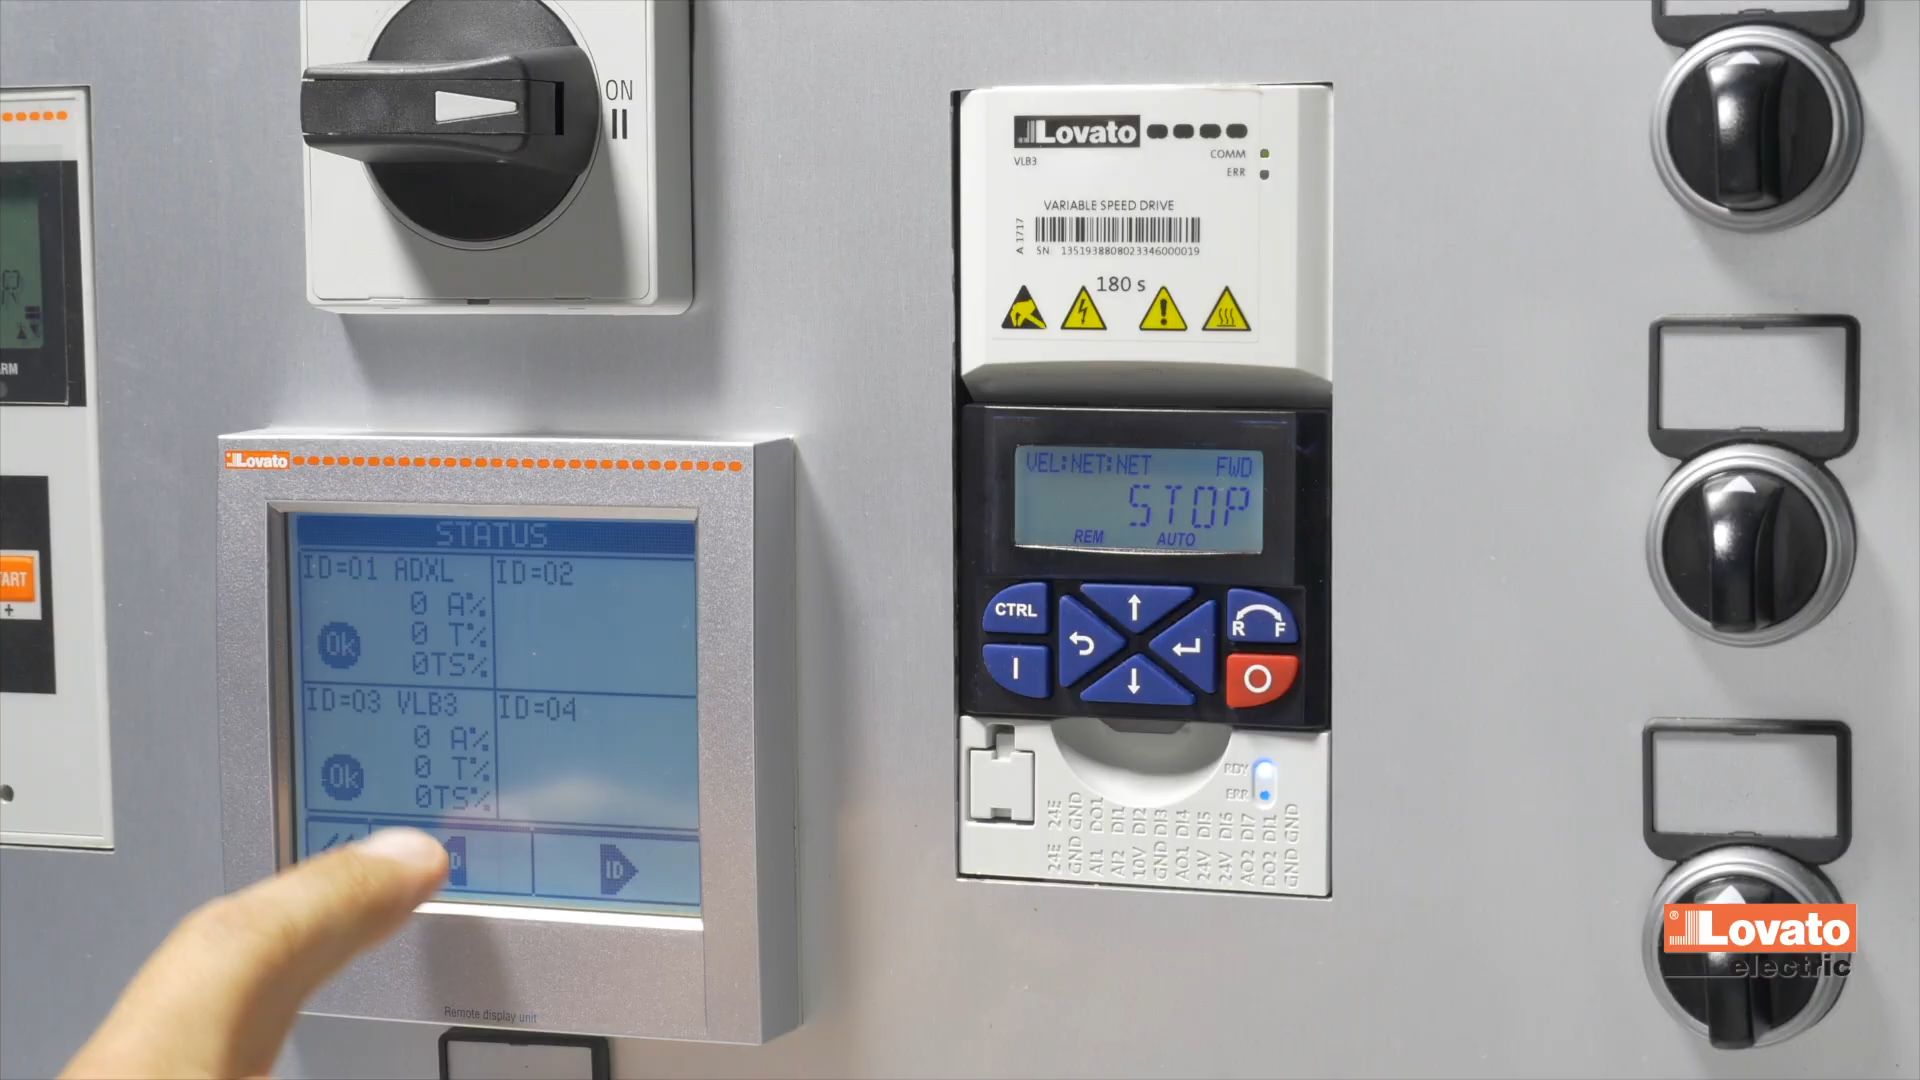 ON
II
Lovato
VLB3
COMM
ERR
VARIABLE SPEED DRIVE
A 1717
SN: 1351938808023346000019
180 s
VEL:NET:NET FWD
STOP
REM AUTO
CTRL
R F
I
O
RDY
ERR
24E 24E
GND GND
AI1 DO1
AI2 DI1
10V DI2
GND DI3
AO1 DI4
24V DI5
24V DI6
AO2 DI7
DO2 DI1
GND GND
Lovato
STATUS
ID=01 ADXL
0 A%
0 T%
0TS%
Ok
ID=02
ID=03 VLB3
0 A%
0 T%
0TS%
Ok
ID=04
ID
Remote display unit
Lovato
electric